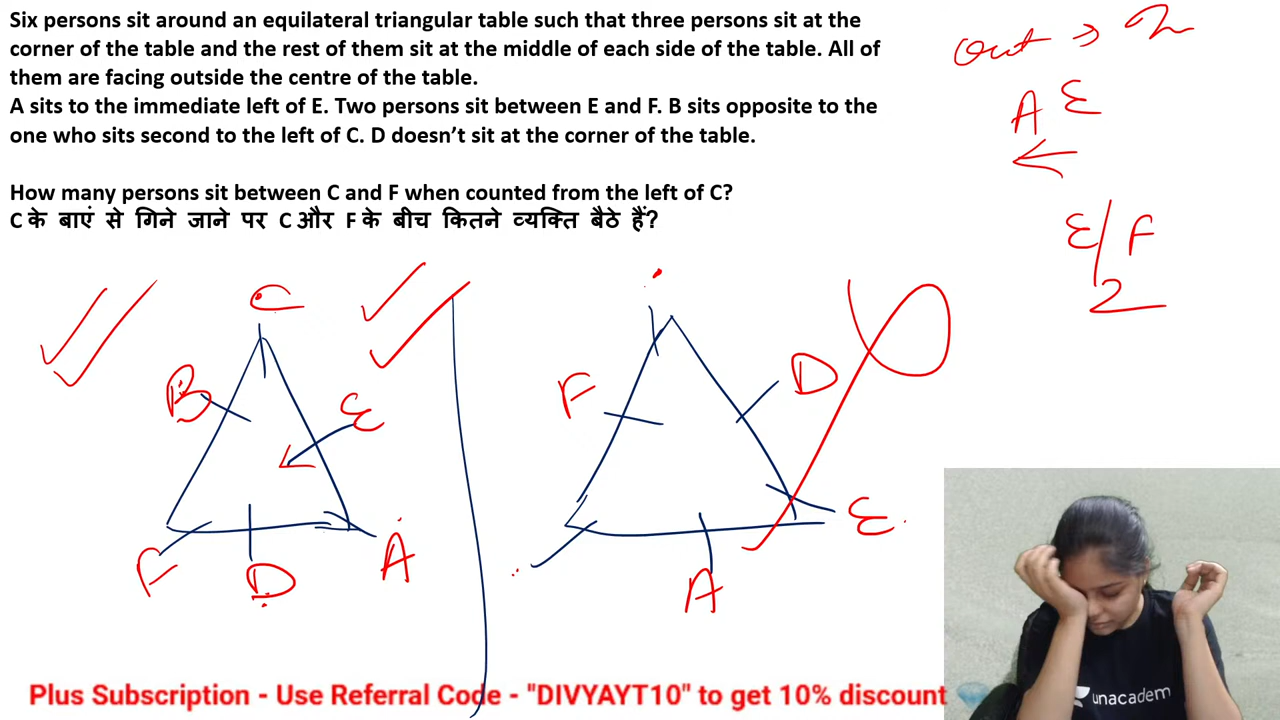 Six persons sit around an equilateral triangular table such that three persons sit at the
corner of the table and the rest of them sit at the middle of each side of the table. All of
them are facing outside the centre of the table.
A sits to the immediate left of E. Two persons sit between E and F. B sits opposite to the
one who sits second to the left of C. D doesn't sit at the corner of the table.
How many persons sit between C and F when counted from the left of C?
C के बाएं से गिने जाने पर C और F के बीच कितने व्यक्ति बैठे हैं?
out →
A E
E/F
2
C
B
E
F
D
A
F
D
E
A
unacadem
Plus Subscription - Use Referral Code - "DIVYAYT10" to get 10% discount